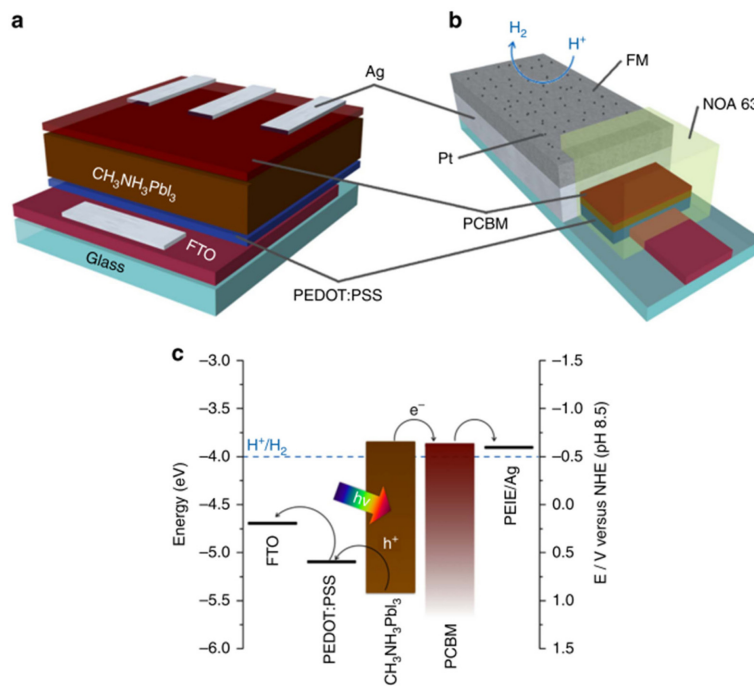 a
Ag
CH₃NH₃PbI₃
FTO
Glass
PEDOT:PSS
PCBM
b
H₂
H⁺
FM
NOA 63
Pt
c
Energy (eV)
–3.0
–3.5
–4.0
–4.5
–5.0
–5.5
–6.0
H⁺/H₂
FTO
PEDOT:PSS
hν
h⁺
CH₃NH₃PbI₃
e⁻
PCBM
PEIE/Ag
–1.5
–1.0
–0.5
0.0
0.5
1.0
1.5
E / V versus NHE (pH 8.5)